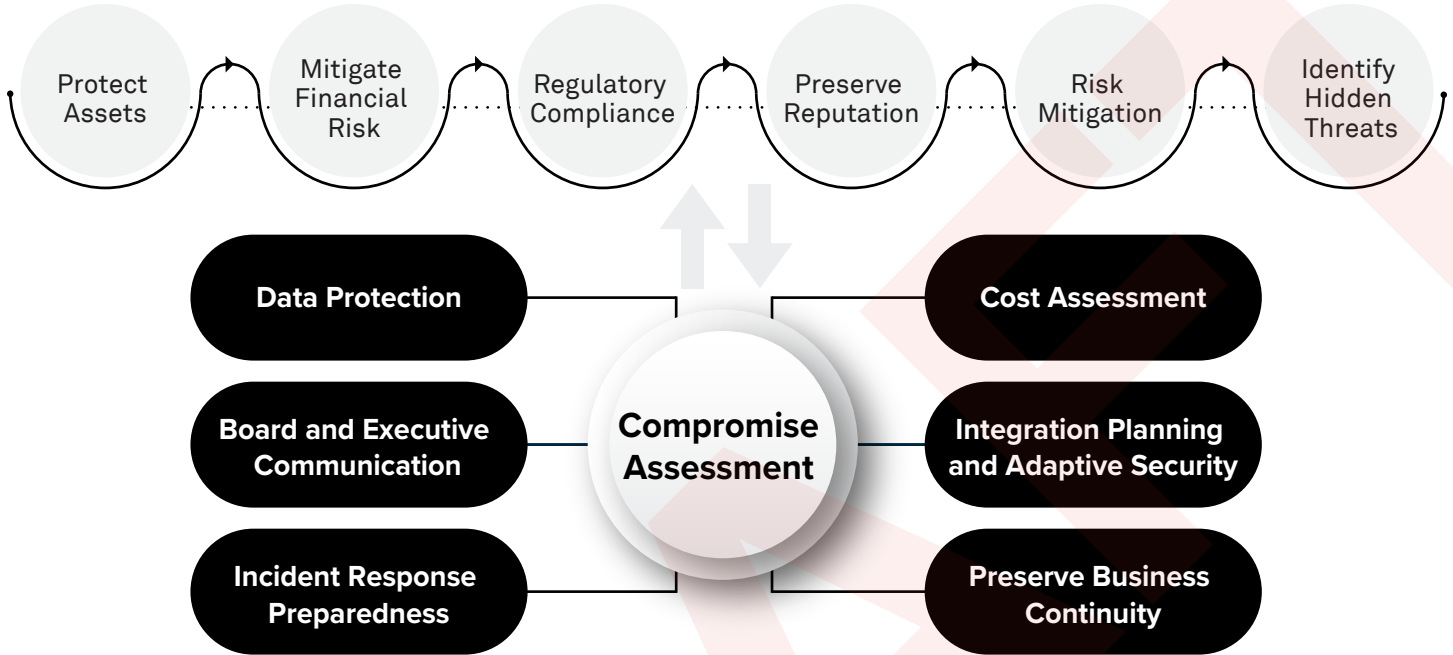 Protect
Assets
Mitigate
Financial
Risk
Regulatory
Compliance
Preserve
Reputation
Risk
Mitigation
Identify
Hidden
Threats
Data Protection
Board and Executive
Communication
Incident Response
Preparedness
Compromise
Assessment
Cost Assessment
Integration Planning
and Adaptive Security
Preserve Business
Continuity